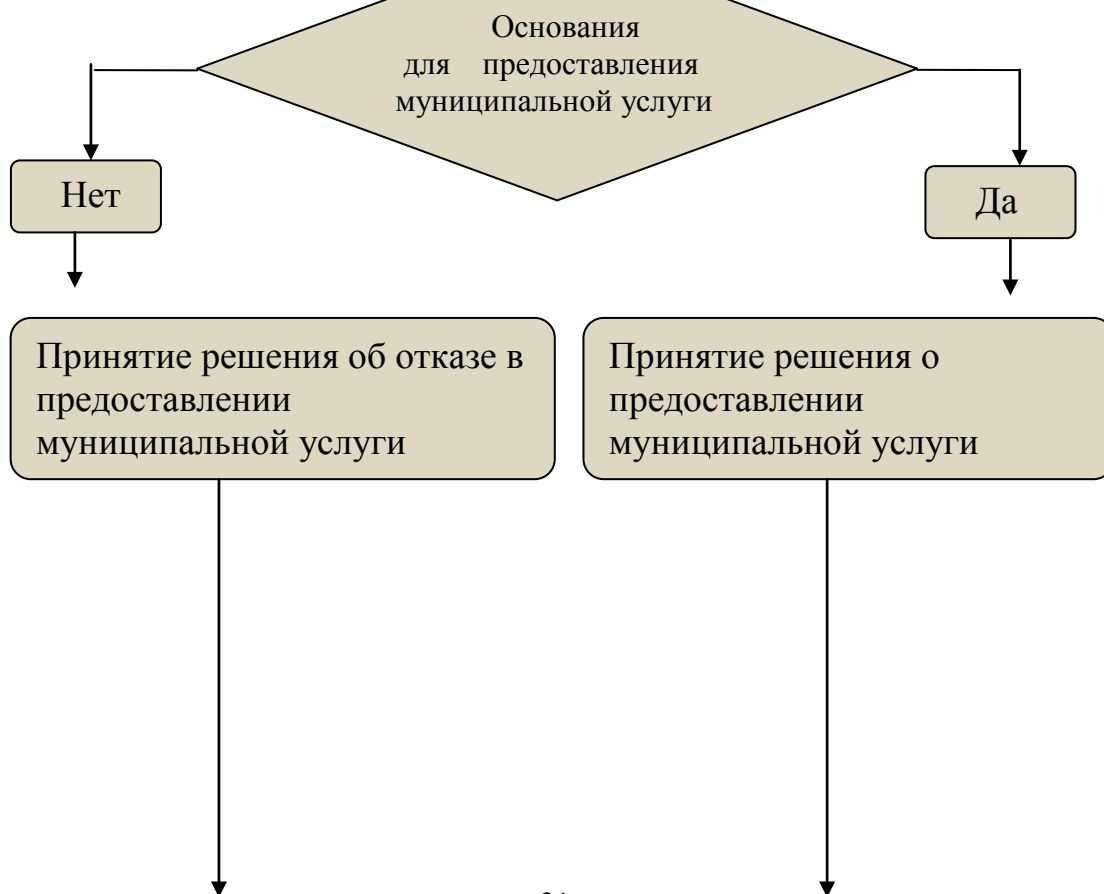 Основания
для предоставления
муниципальной услуги
Нет
Да
Принятие решения об отказе в
предоставлении
муниципальной услуги
Принятие решения о
предоставлении
муниципальной услуги